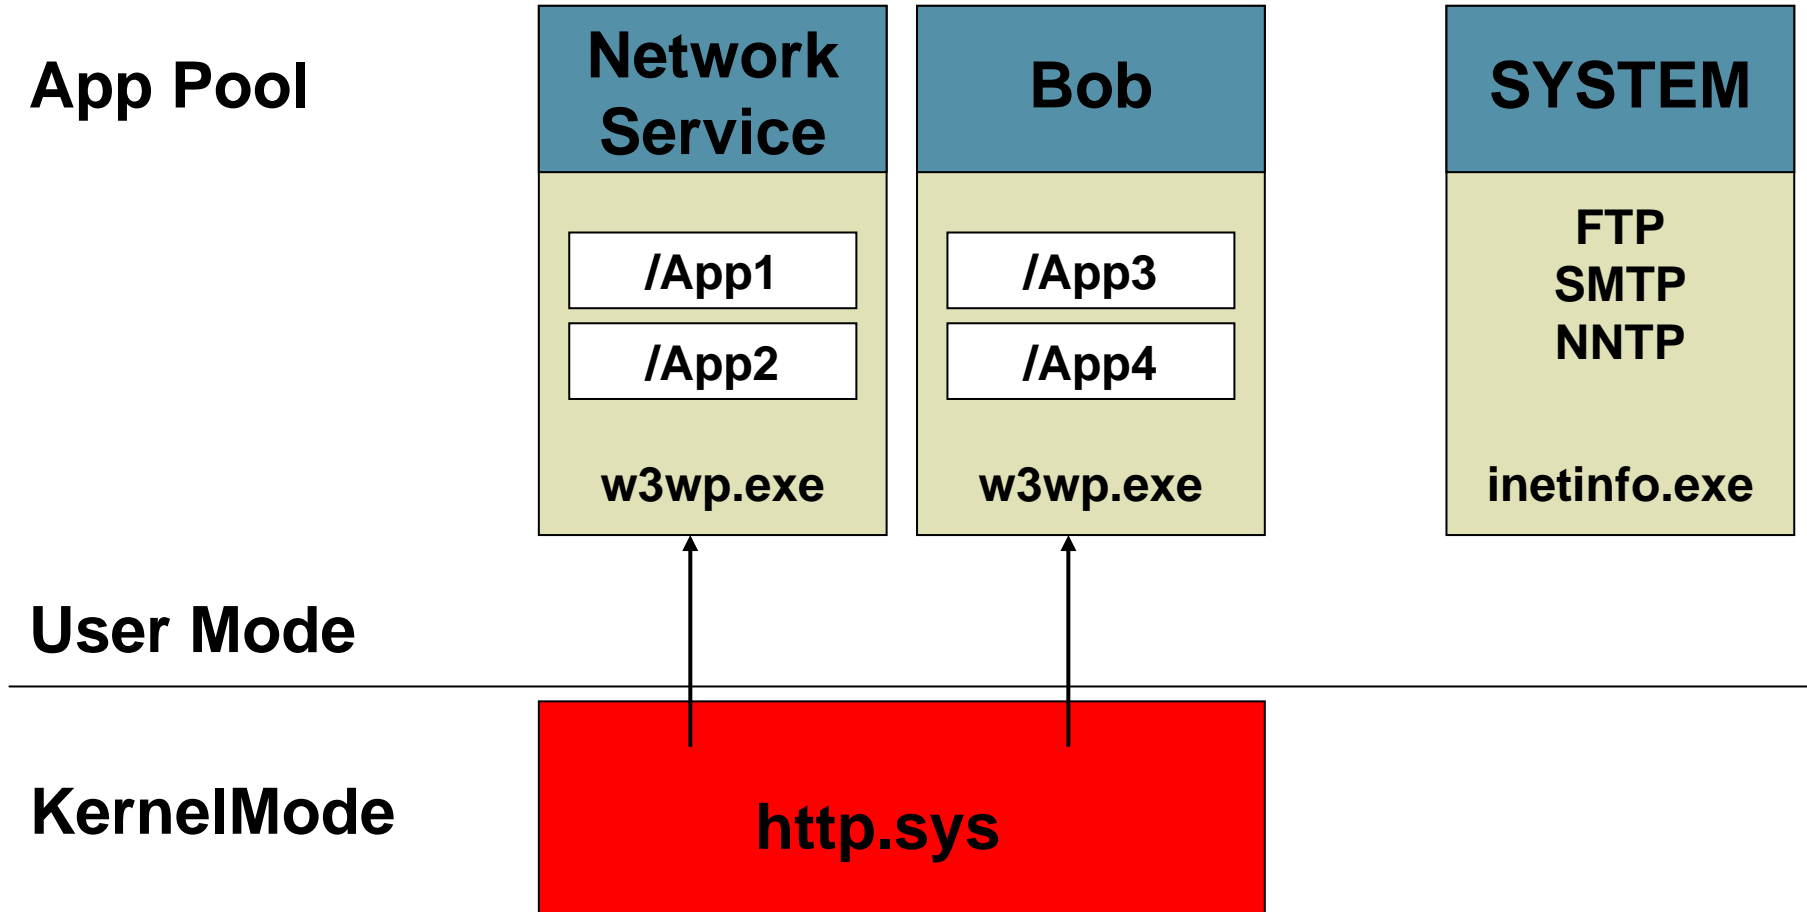 App Pool
Network
Service
Bob
SYSTEM
/App1
/App2
w3wp.exe
/App3
/App4
w3wp.exe
FTP
SMTP
NNTP
inetinfo.exe
User Mode
KernelMode
http.sys